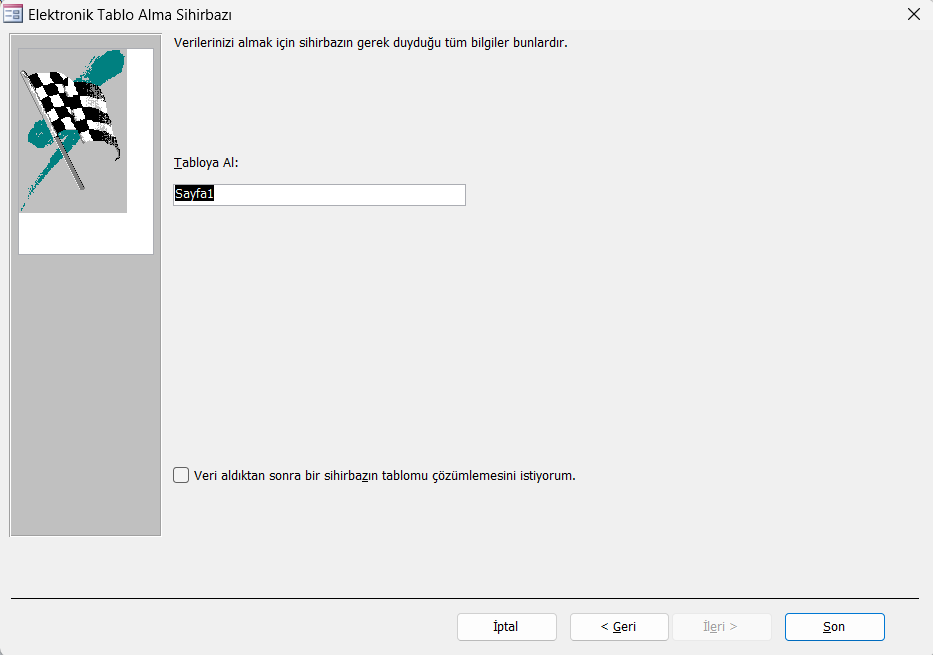 Elektronik Tablo Alma Sihirbazı
Verilerinizi almak için sihirbazın gerek duyduğu tüm bilgiler bunlardır.
Tabloya Al:
Sayfa1
Veri aldıktan sonra bir sihirbazın tablomu çözümlemesini istiyorum.
İptal
< Geri
İleri >
Son